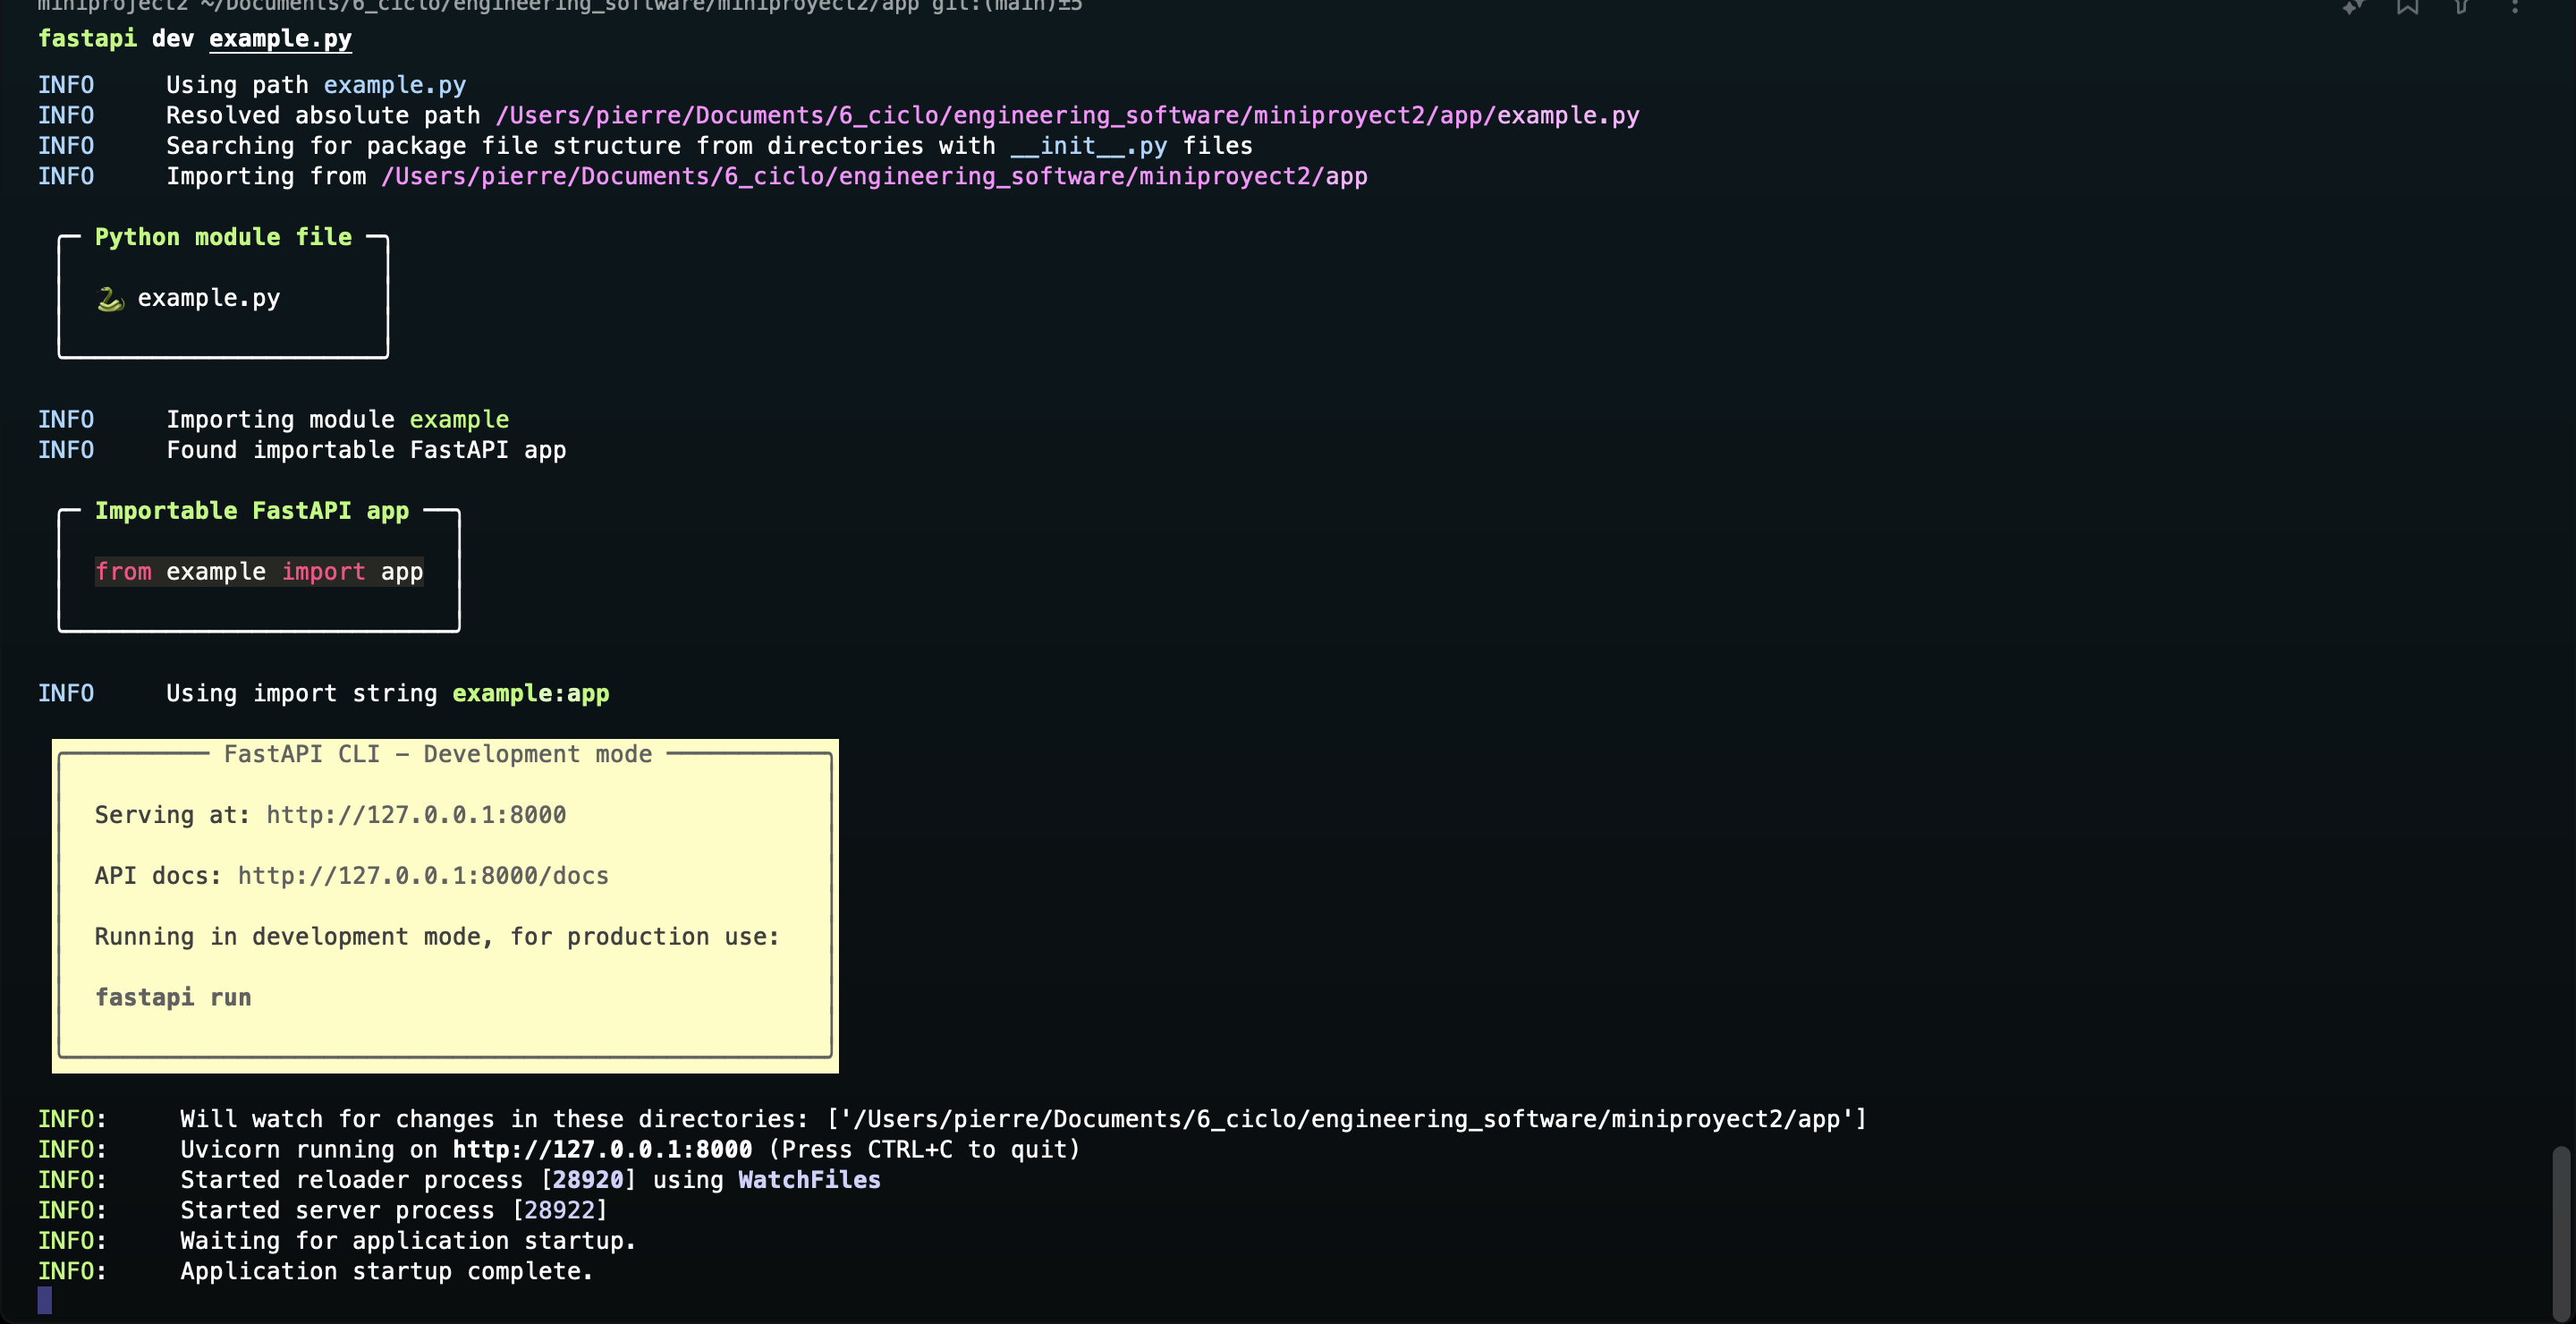 miniproject2 ~/Documents/6_ciclo/engineering_software/miniproyect2/app git:(main)±5
fastapi dev example.py
INFO Using path example.py
INFO Resolved absolute path /Users/pierre/Documents/6_ciclo/engineering_software/miniproyect2/app/example.py
INFO Searching for package file structure from directories with __init__.py files
INFO Importing from /Users/pierre/Documents/6_ciclo/engineering_software/miniproyect2/app
Python module file
🐍 example.py
INFO Importing module example
INFO Found importable FastAPI app
Importable FastAPI app
from example import app
INFO Using import string example:app
FastAPI CLI - Development mode
Serving at: http://127.0.0.1:8000
API docs: http://127.0.0.1:8000/docs
Running in development mode, for production use:
fastapi run
INFO: Will watch for changes in these directories: ['/Users/pierre/Documents/6_ciclo/engineering_software/miniproyect2/app']
INFO: Uvicorn running on http://127.0.0.1:8000 (Press CTRL+C to quit)
INFO: Started reloader process [28920] using WatchFiles
INFO: Started server process [28922]
INFO: Waiting for application startup.
INFO: Application startup complete.